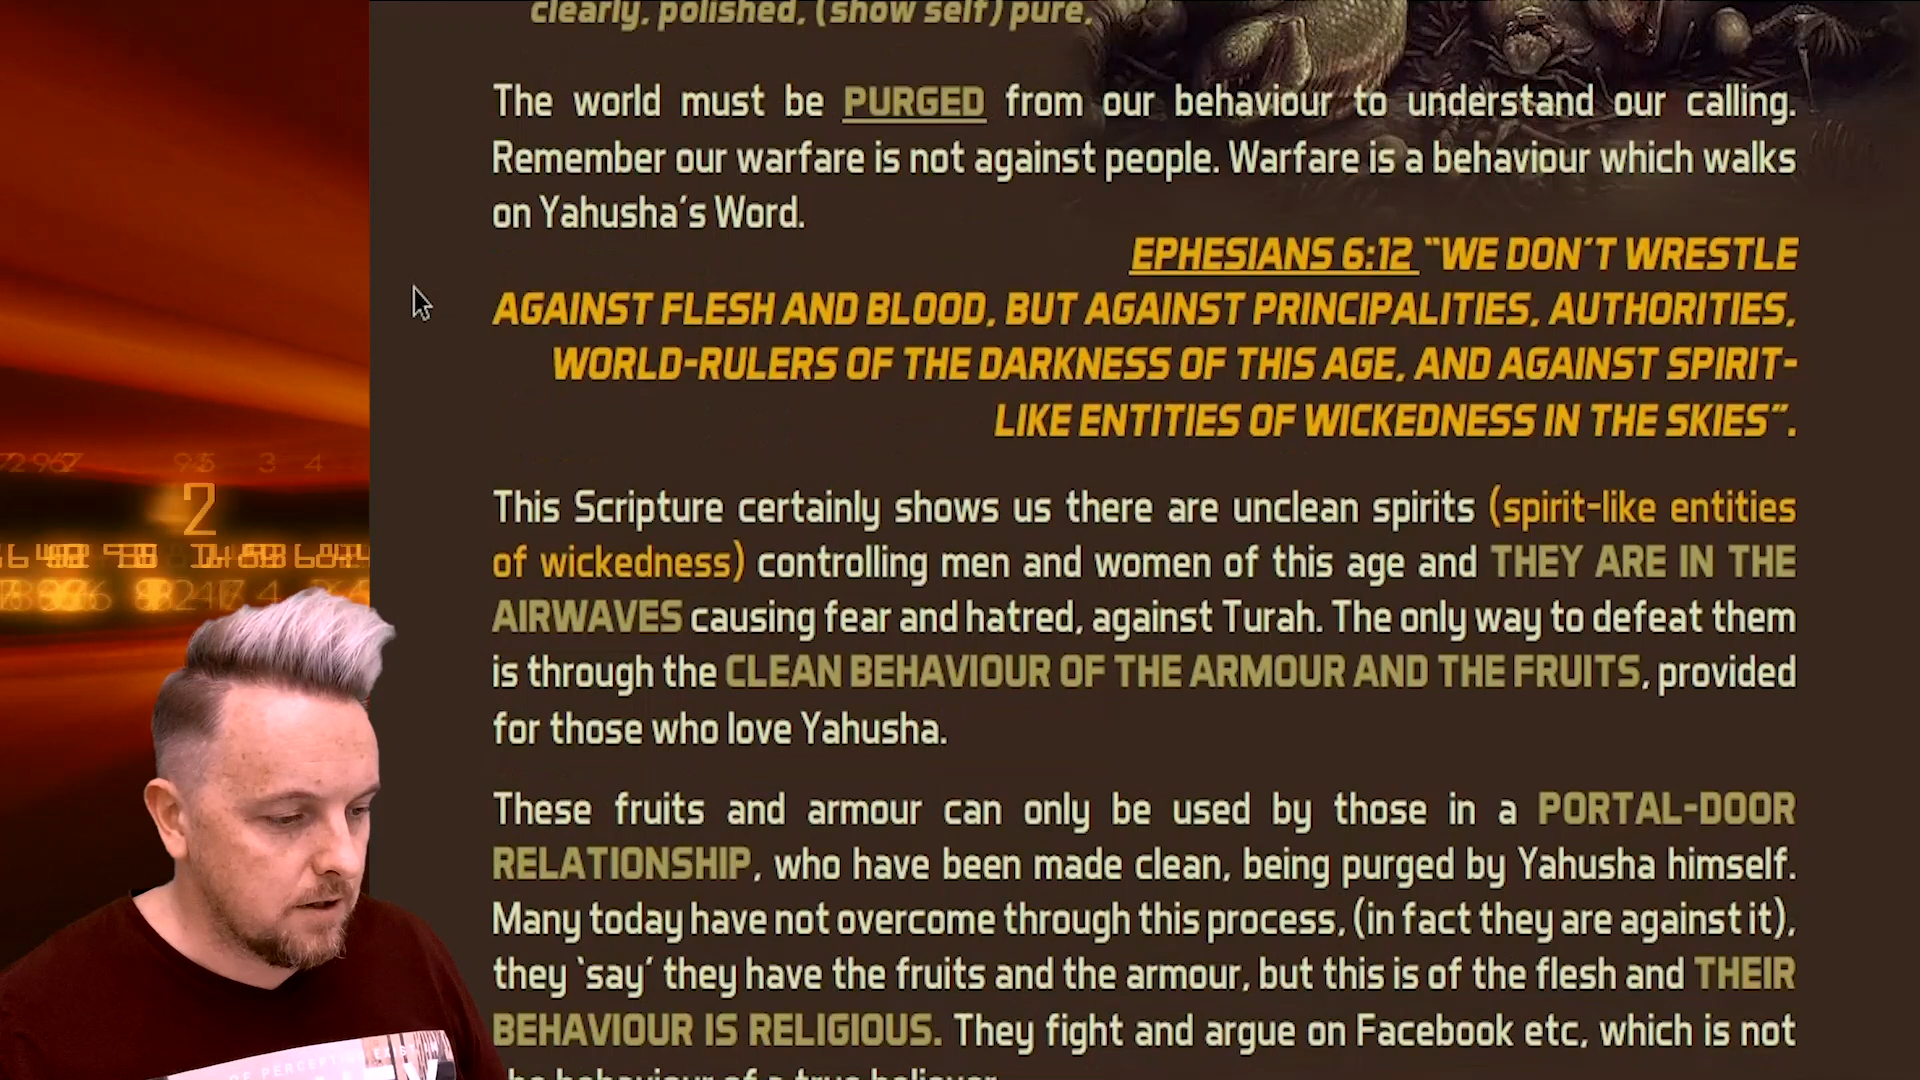 clearly, polished, (show self) pure,
The world must be PURGED from our behaviour to understand our calling.
Remember our warfare is not against people. Warfare is a behaviour which walks
on Yahusha's Word.
EPHESIANS 6:12 "WE DON'T WRESTLE
AGAINST FLESH AND BLOOD, BUT AGAINST PRINCIPALITIES, AUTHORITIES,
WORLD-RULERS OF THE DARKNESS OF THIS AGE, AND AGAINST SPIRIT-
LIKE ENTITIES OF WICKEDNESS IN THE SKIES".
This Scripture certainly shows us there are unclean spirits (spirit-like entities
of wickedness) controlling men and women of this age and THEY ARE IN THE
AIRWAVES causing fear and hatred, against Turah. The only way to defeat them
is through the CLEAN BEHAVIOUR OF THE ARMOUR AND THE FRUITS, provided
for those who love Yahusha.
These fruits and armour can only be used by those in a PORTAL-DOOR
RELATIONSHIP, who have been made clean, being purged by Yahusha himself.
Many today have not overcome through this process, (in fact they are against it),
they 'say' they have the fruits and the armour, but this is of the flesh and THEIR
BEHAVIOUR IS RELIGIOUS. They fight and argue on Facebook etc, which is not
behaviour of a true believer
2
3 4